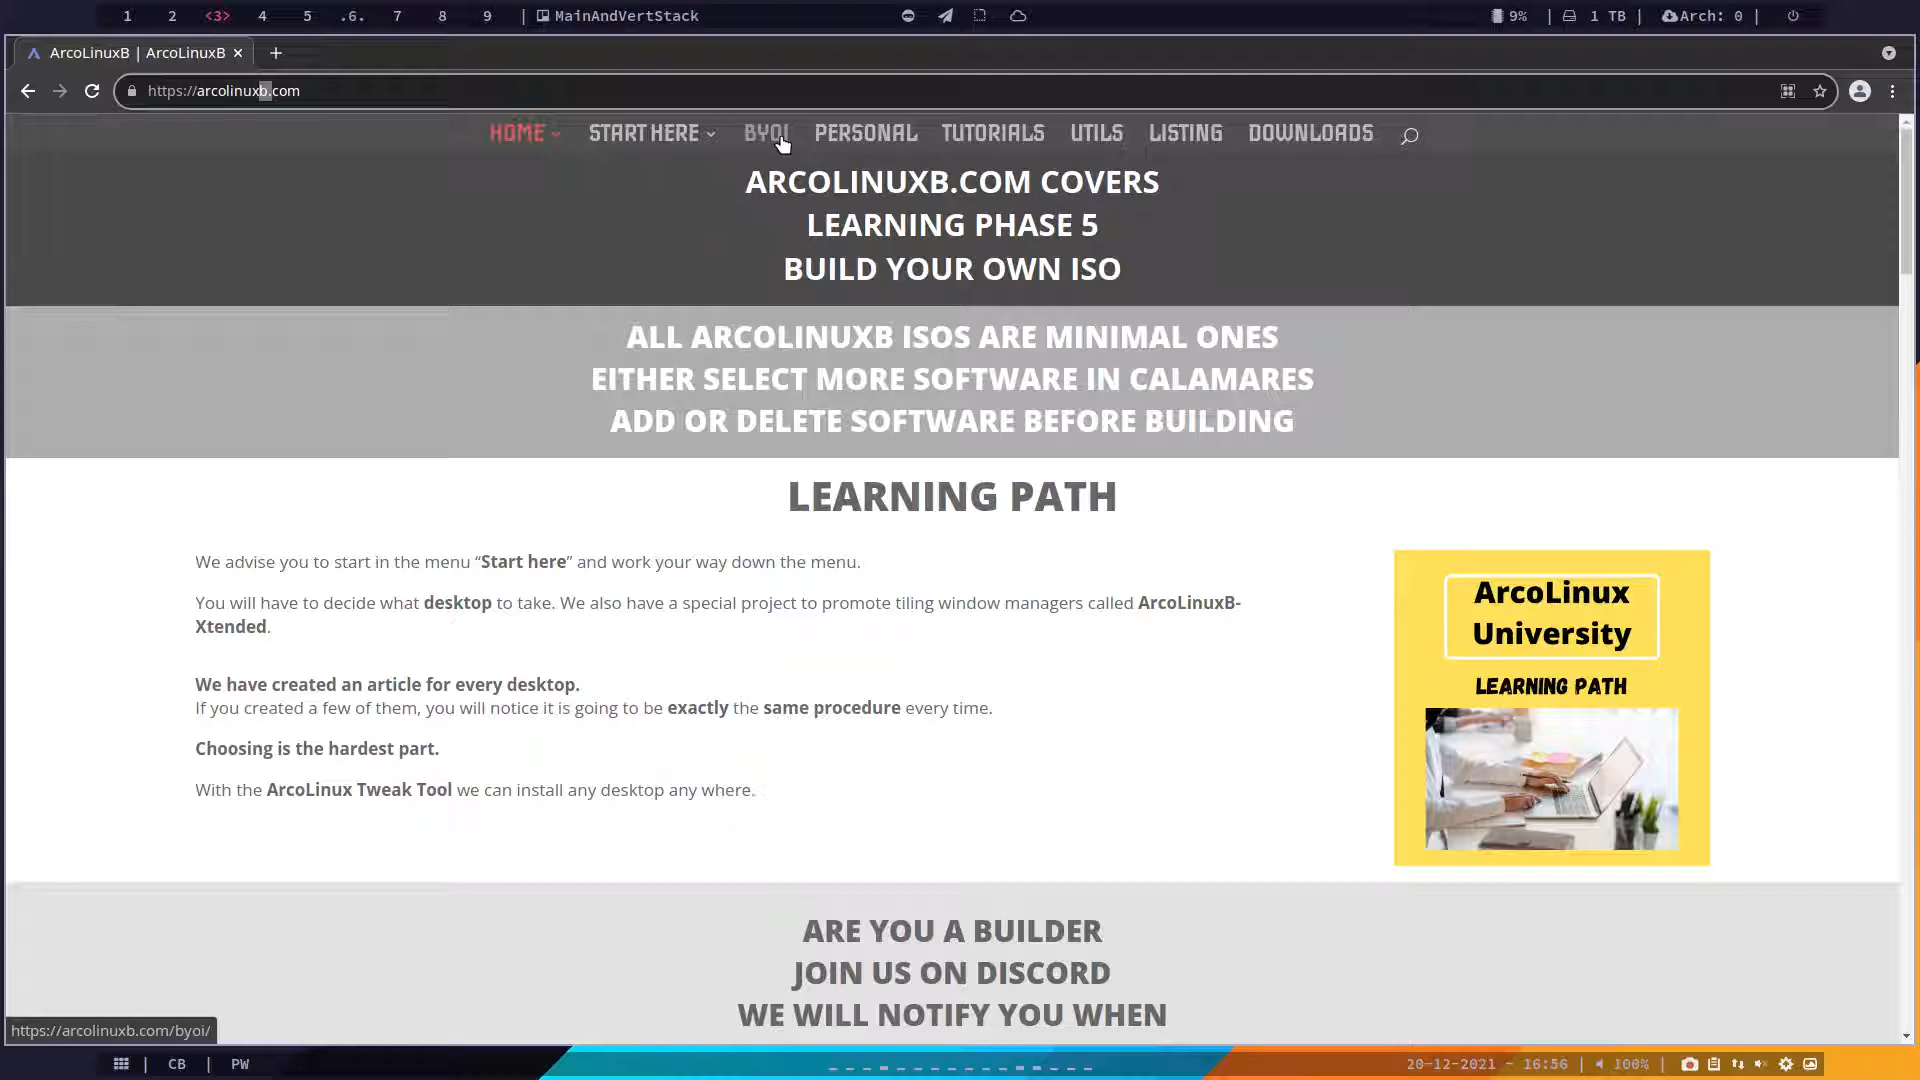 1 2 <3> 4 5 .6. 7 8 9 | MainAndVertStack
9% | 1 TB | Arch: 0 |
ArcoLinuxB | ArcoLinuxB
https://arcolinuxb.com
HOME START HERE BYOI PERSONAL TUTORIALS UTILS LISTING DOWNLOADS
ARCOLINUXB.COM COVERS
LEARNING PHASE 5
BUILD YOUR OWN ISO
ALL ARCOLINUXB ISOS ARE MINIMAL ONES
EITHER SELECT MORE SOFTWARE IN CALAMARES
ADD OR DELETE SOFTWARE BEFORE BUILDING
LEARNING PATH
We advise you to start in the menu “Start here” and work your way down the menu.
You will have to decide what desktop to take. We also have a special project to promote tiling window managers called ArcoLinuxB-
Xtended.
We have created an article for every desktop.
If you created a few of them, you will notice it is going to be exactly the same procedure every time.
Choosing is the hardest part.
With the ArcoLinux Tweak Tool we can install any desktop any where.
ArcoLinux
University
LEARNING PATH
ARE YOU A BUILDER
JOIN US ON DISCORD
WE WILL NOTIFY YOU WHEN
https://arcolinuxb.com/byoi/
| CB | PW
20-12-2021 - 16:56 | 100% |